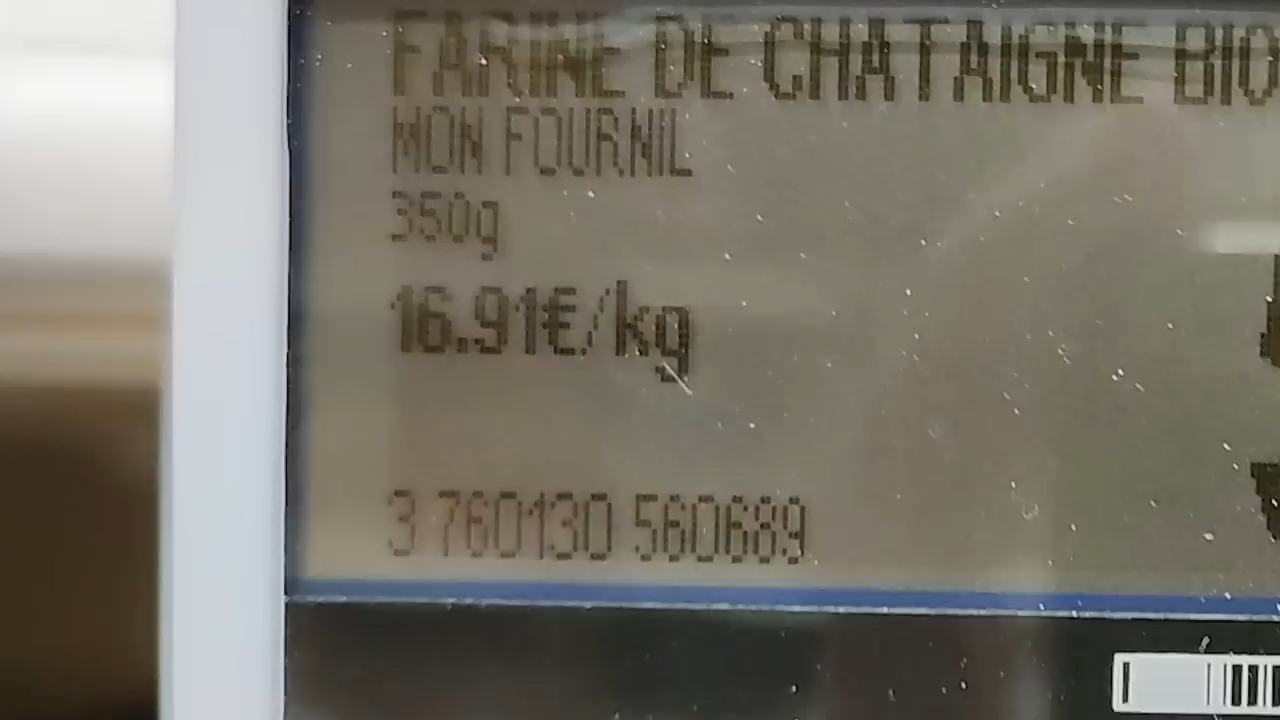 FARINE DE CHATAIGNE BIO
MON FOURNIL
350g
16.91€/kg
3 760130 560689